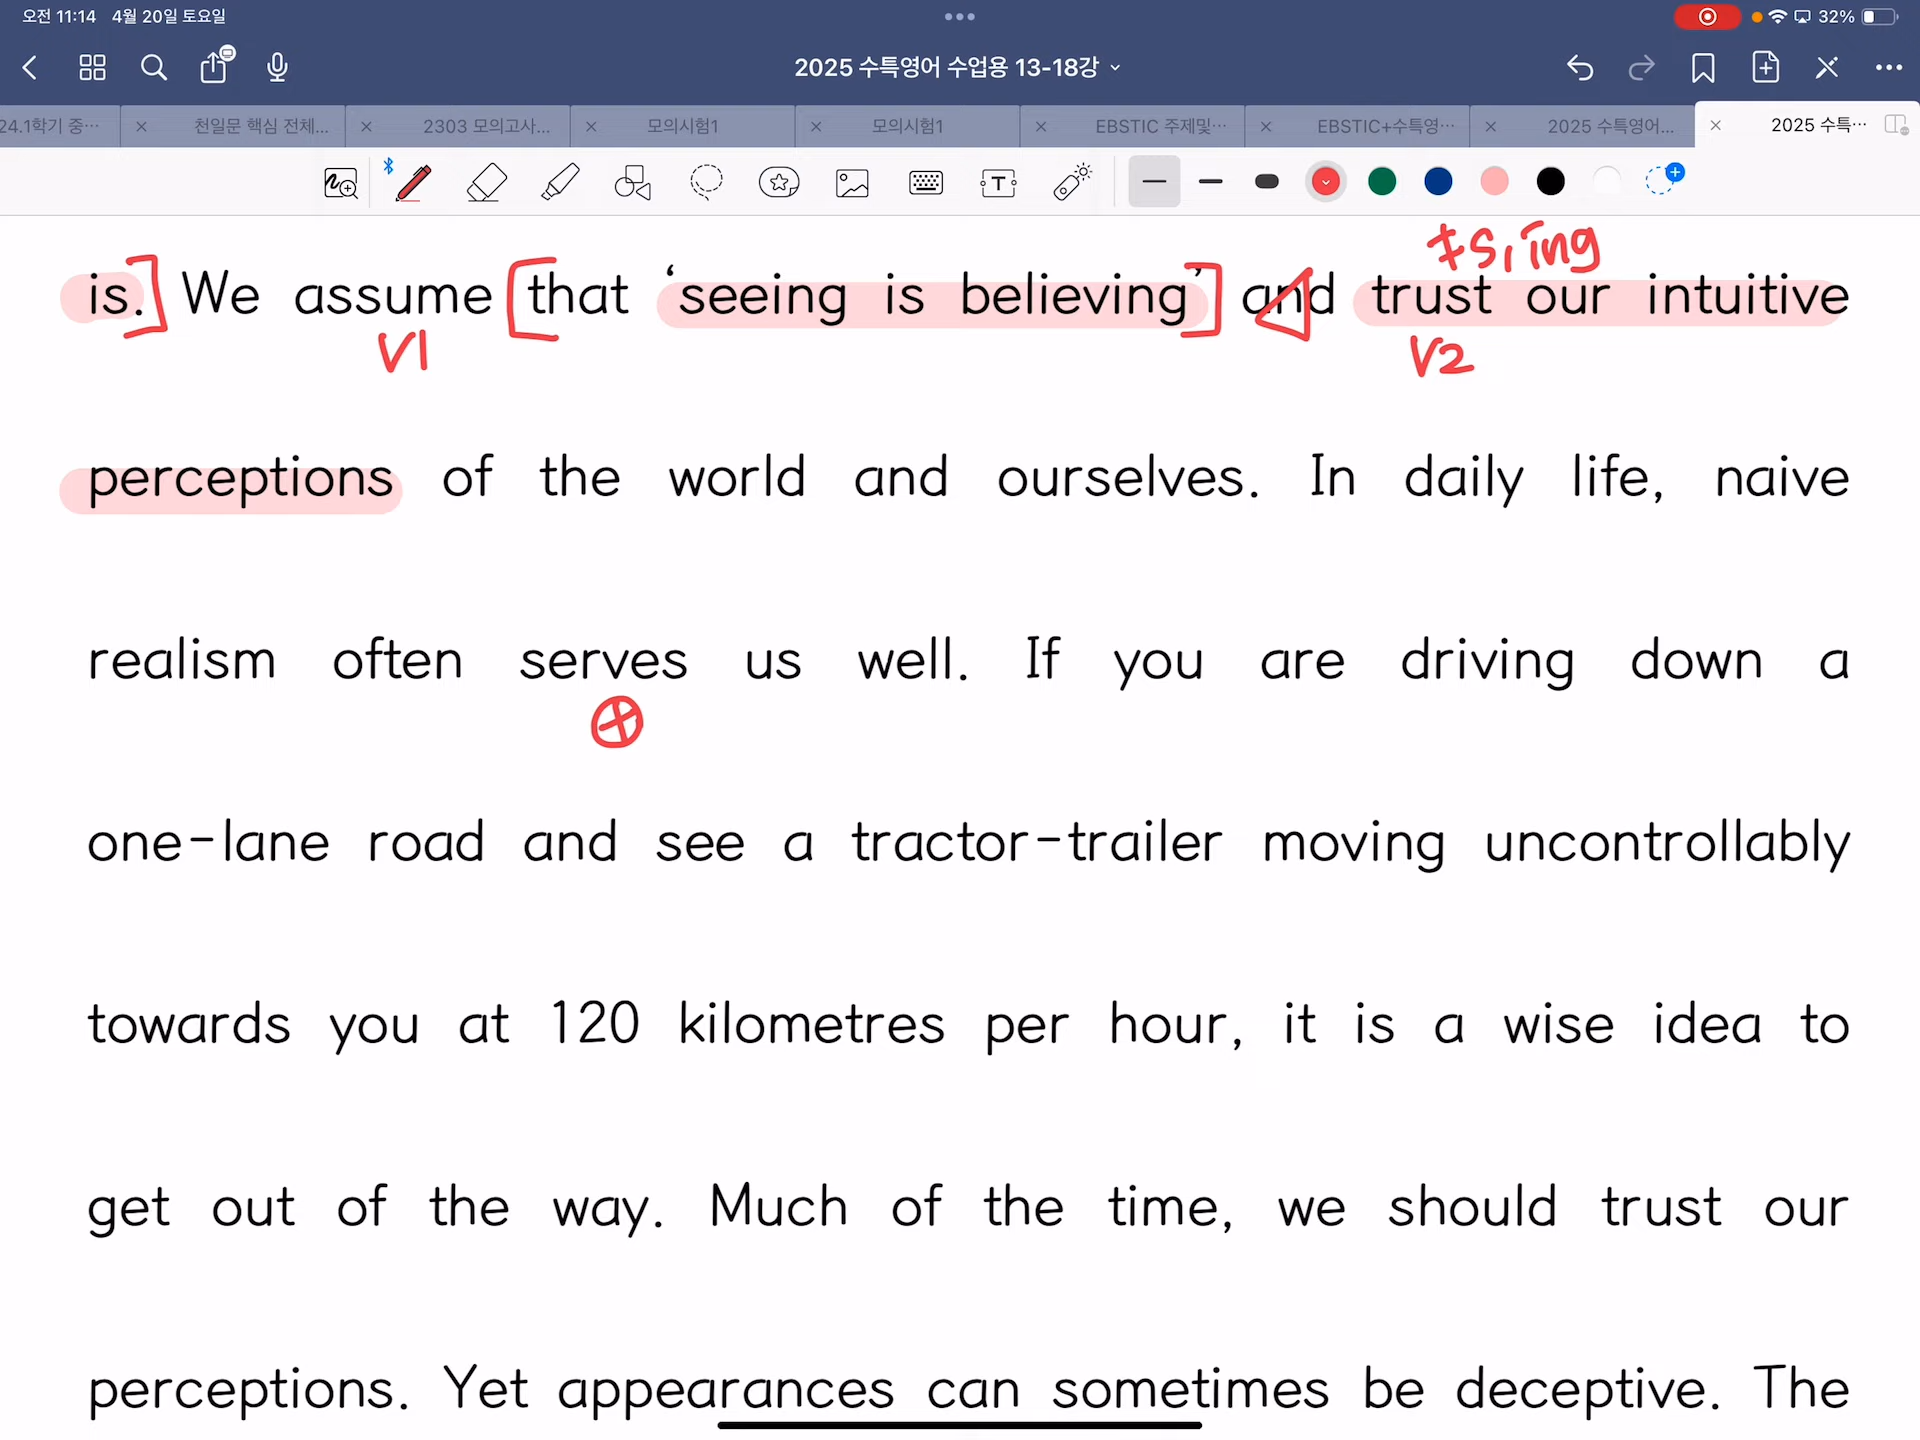 오전 11:14 4월 20일 토요일
32%
2025 수특영어 수업용 13-18강
24.1학기 중… 천일문 핵심 전체… 2303 모의고사… 모의시험1 모의시험1 EBSTIC 주제및… EBSTIC+수특영… 2025 수특영어… 2025 수특…
≠s, ing
is. We assume that ‘seeing is believing’ and trust our intuitive
V1 V2
perceptions of the world and ourselves. In daily life, naive
realism often serves us well. If you are driving down a
one-lane road and see a tractor-trailer moving uncontrollably
towards you at 120 kilometres per hour, it is a wise idea to
get out of the way. Much of the time, we should trust our
perceptions. Yet appearances can sometimes be deceptive. The